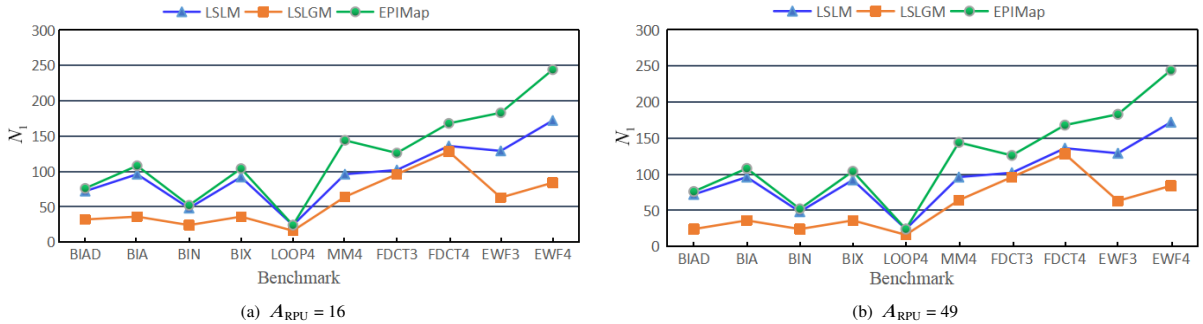 LSLM LSLGM EPIMap
300
250
200
150
100
50
0
N₁
BIAD BIA BIN BIX LOOP4 MM4 FDCT3 FDCT4 EWF3 EWF4
Benchmark
(a) A_RPU = 16
LSLM LSLGM EPIMap
300
250
200
150
100
50
0
N₁
BIAD BIA BIN BIX LOOP4 MM4 FDCT3 FDCT4 EWF3 EWF4
Benchmark
(b) A_RPU = 49